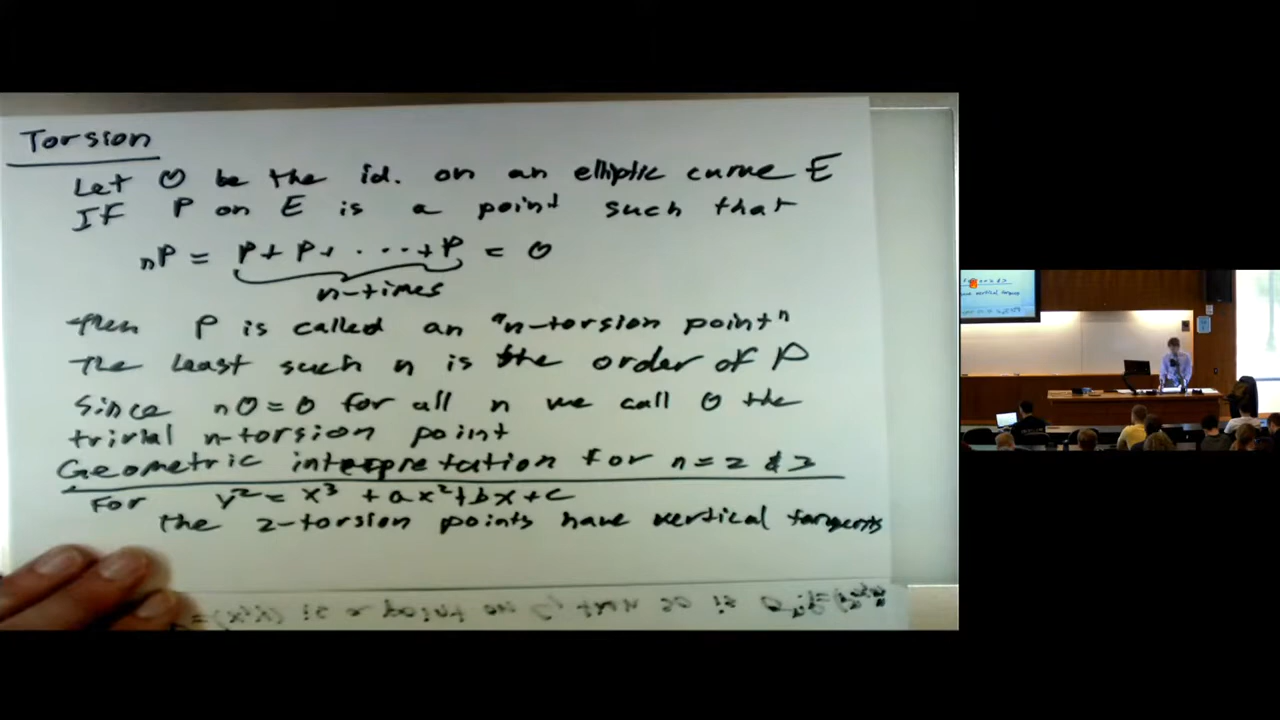 Torsion
Let O be the id. on an elliptic curve E
If P on E is a point such that
nP = P + P + ... + P = O
n-times
then P is called an "n-torsion point"
The least such n is the order of P
Since nO = O for all n we call O the
trivial n-torsion point
Geometric interpretation for n = 2 & 3
For y² = x³ + ax² + bx + c
the 2-torsion points have vertical tangents